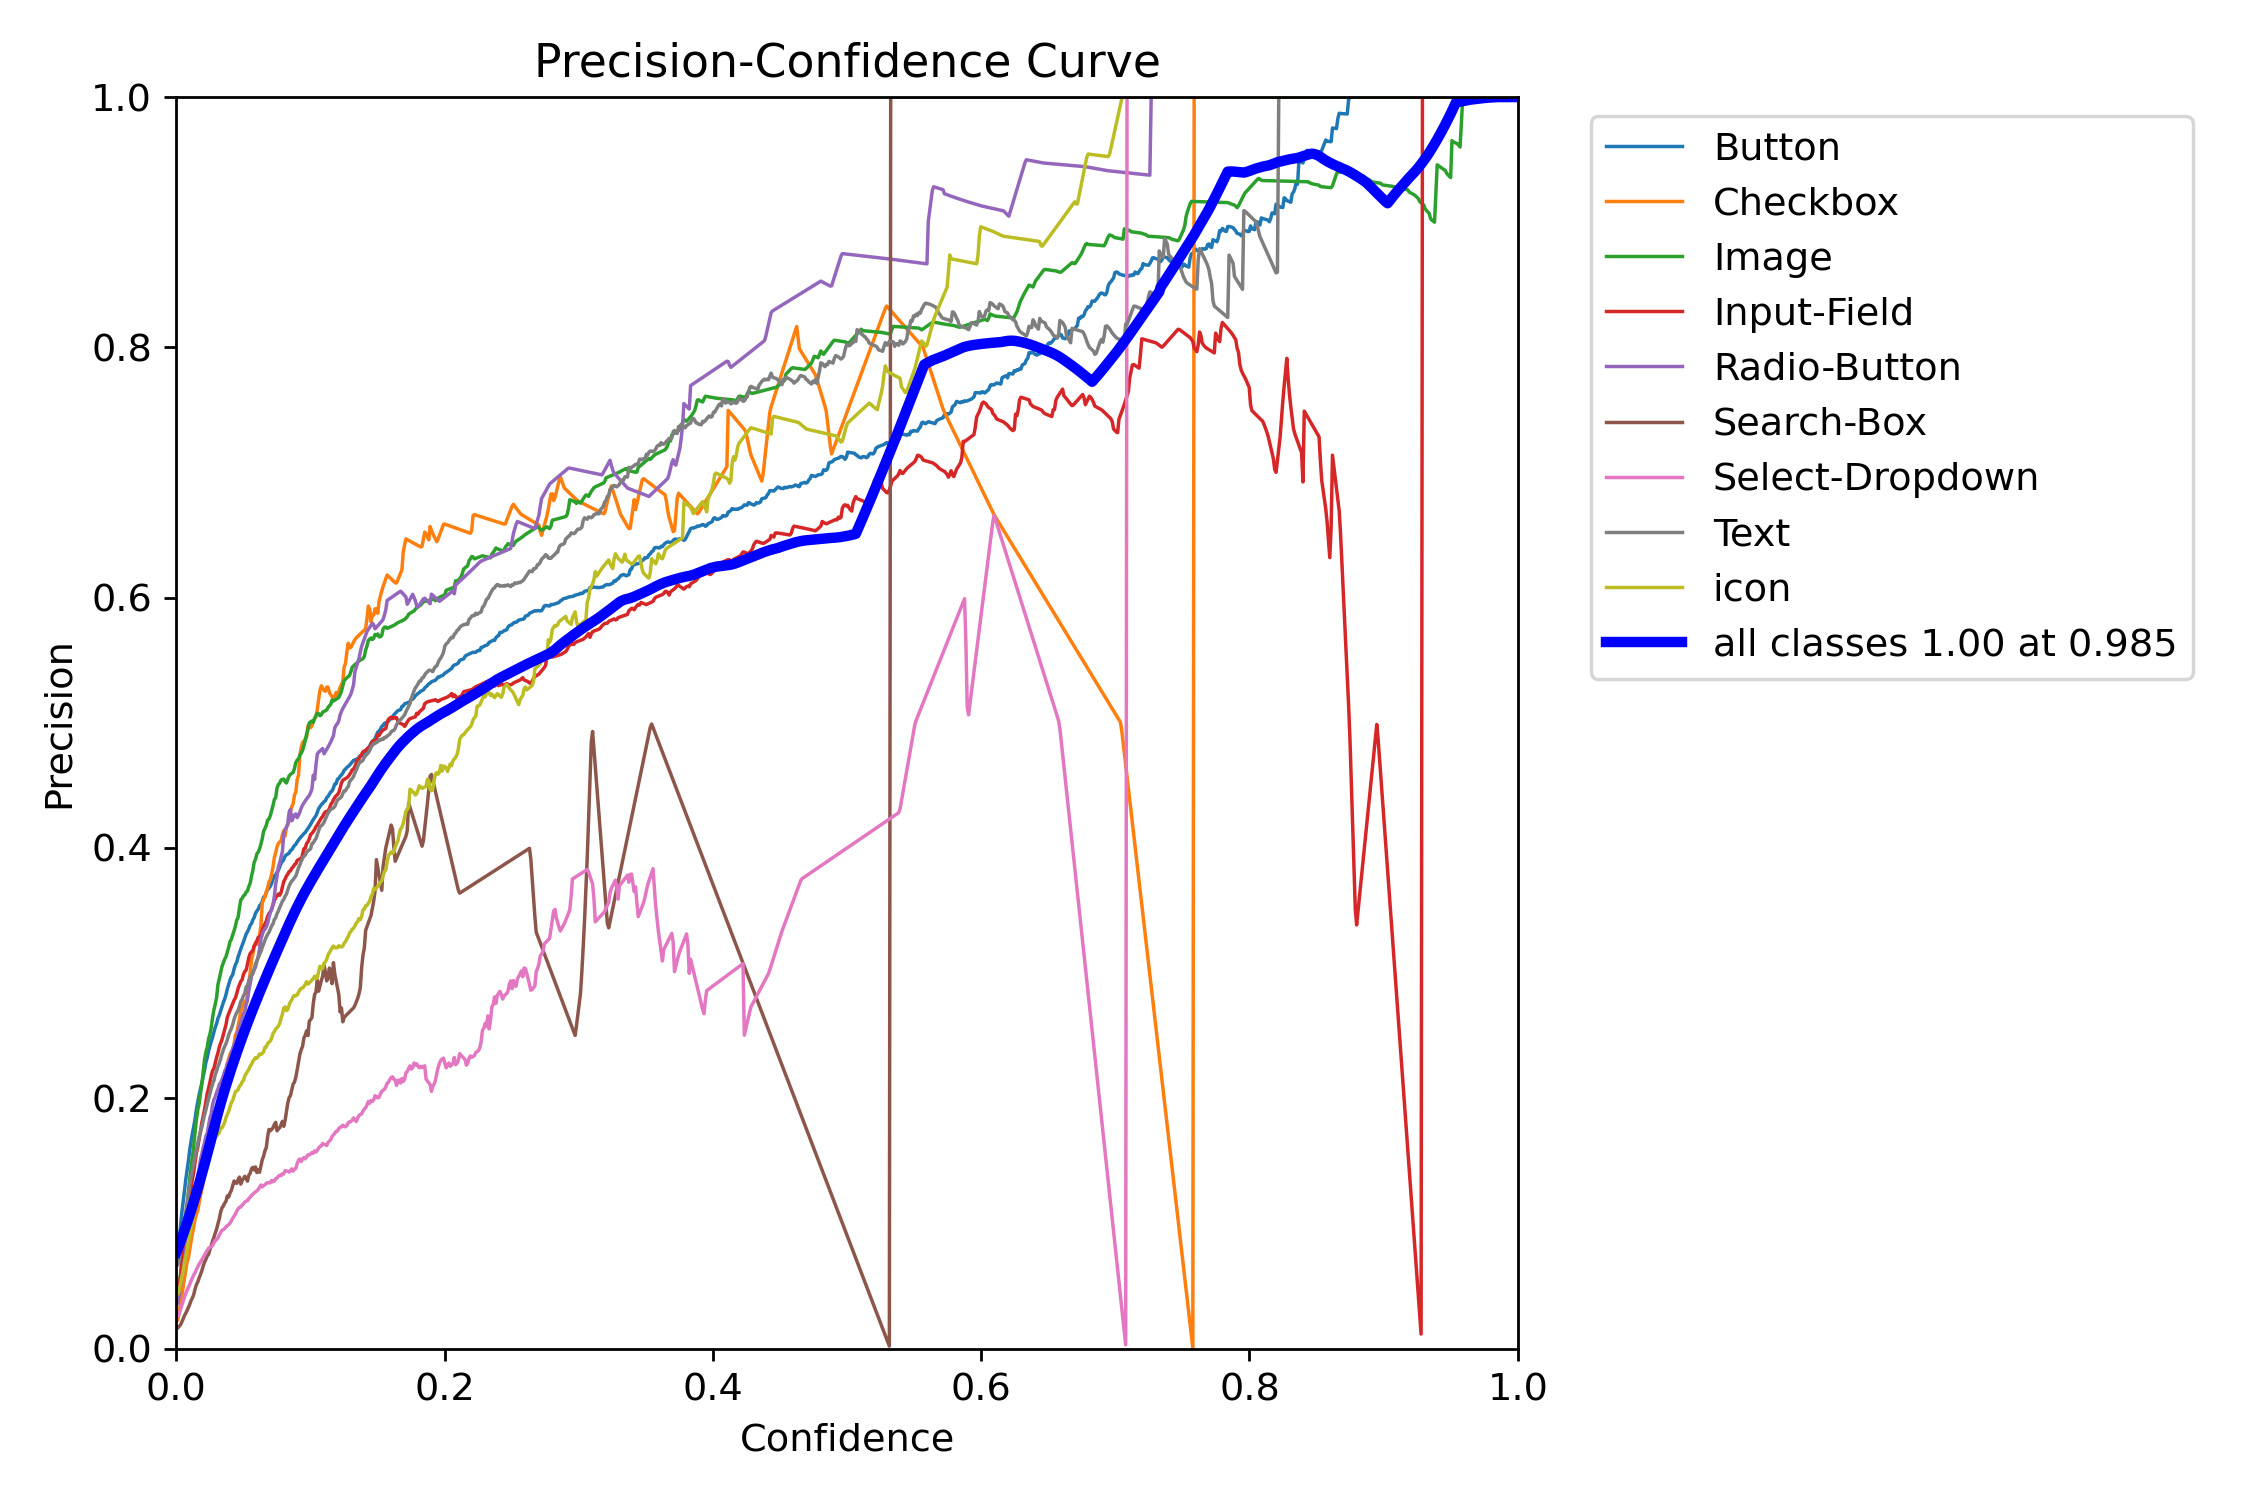 Precision-Confidence Curve
1.0
0.8
0.6
0.4
0.2
0.0
Precision
0.0 0.2 0.4 0.6 0.8 1.0
Confidence
Button
Checkbox
Image
Input-Field
Radio-Button
Search-Box
Select-Dropdown
Text
icon
all classes 1.00 at 0.985